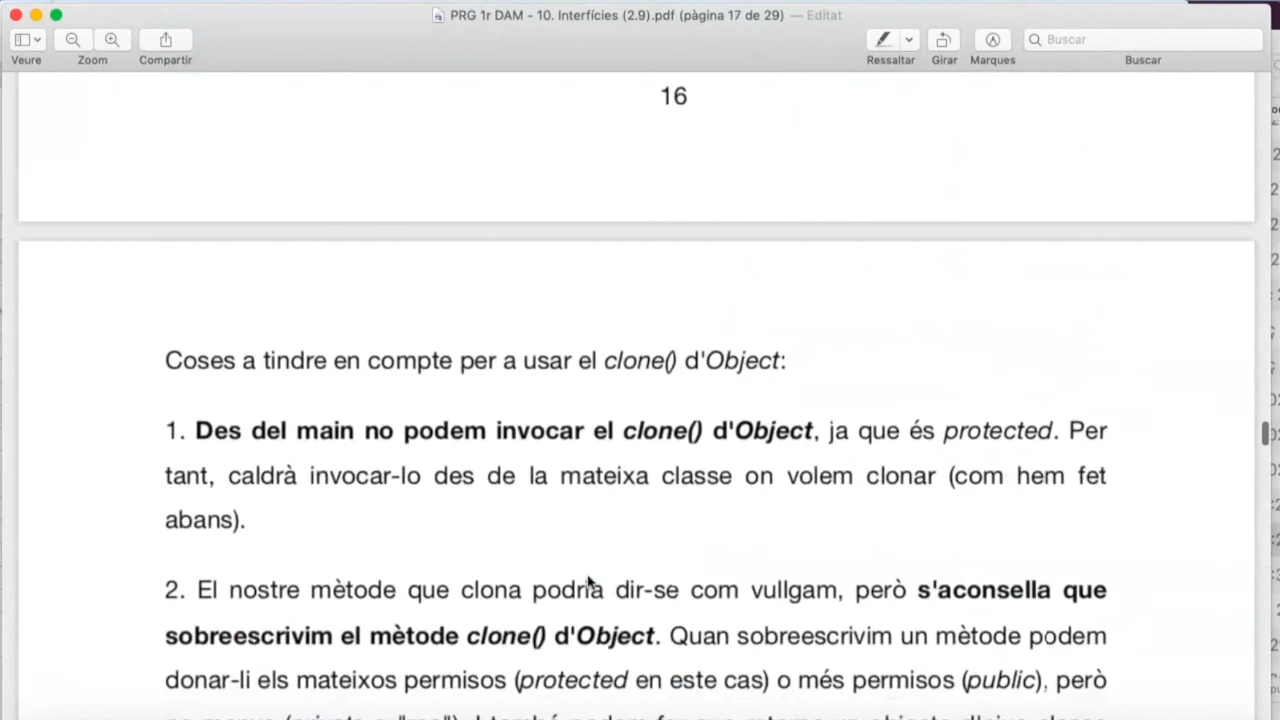 PRG 1r DAM - 10. Interfícies (2.9).pdf (pàgina 17 de 29) — Editat
Veure
Zoom
Compartir
Ressaltar
Girar
Marques
Buscar
Buscar
16
Coses a tindre en compte per a usar el clone() d'Object:
1. Des del main no podem invocar el clone() d'Object, ja que és protected. Per
tant, caldrà invocar-lo des de la mateixa classe on volem clonar (com hem fet
abans).
2. El nostre mètode que clona podria dir-se com vullgam, però s'aconsella que
sobreescrivim el mètode clone() d'Object. Quan sobreescrivim un mètode podem
donar-li els mateixos permisos (protected en este cas) o més permisos (public), però